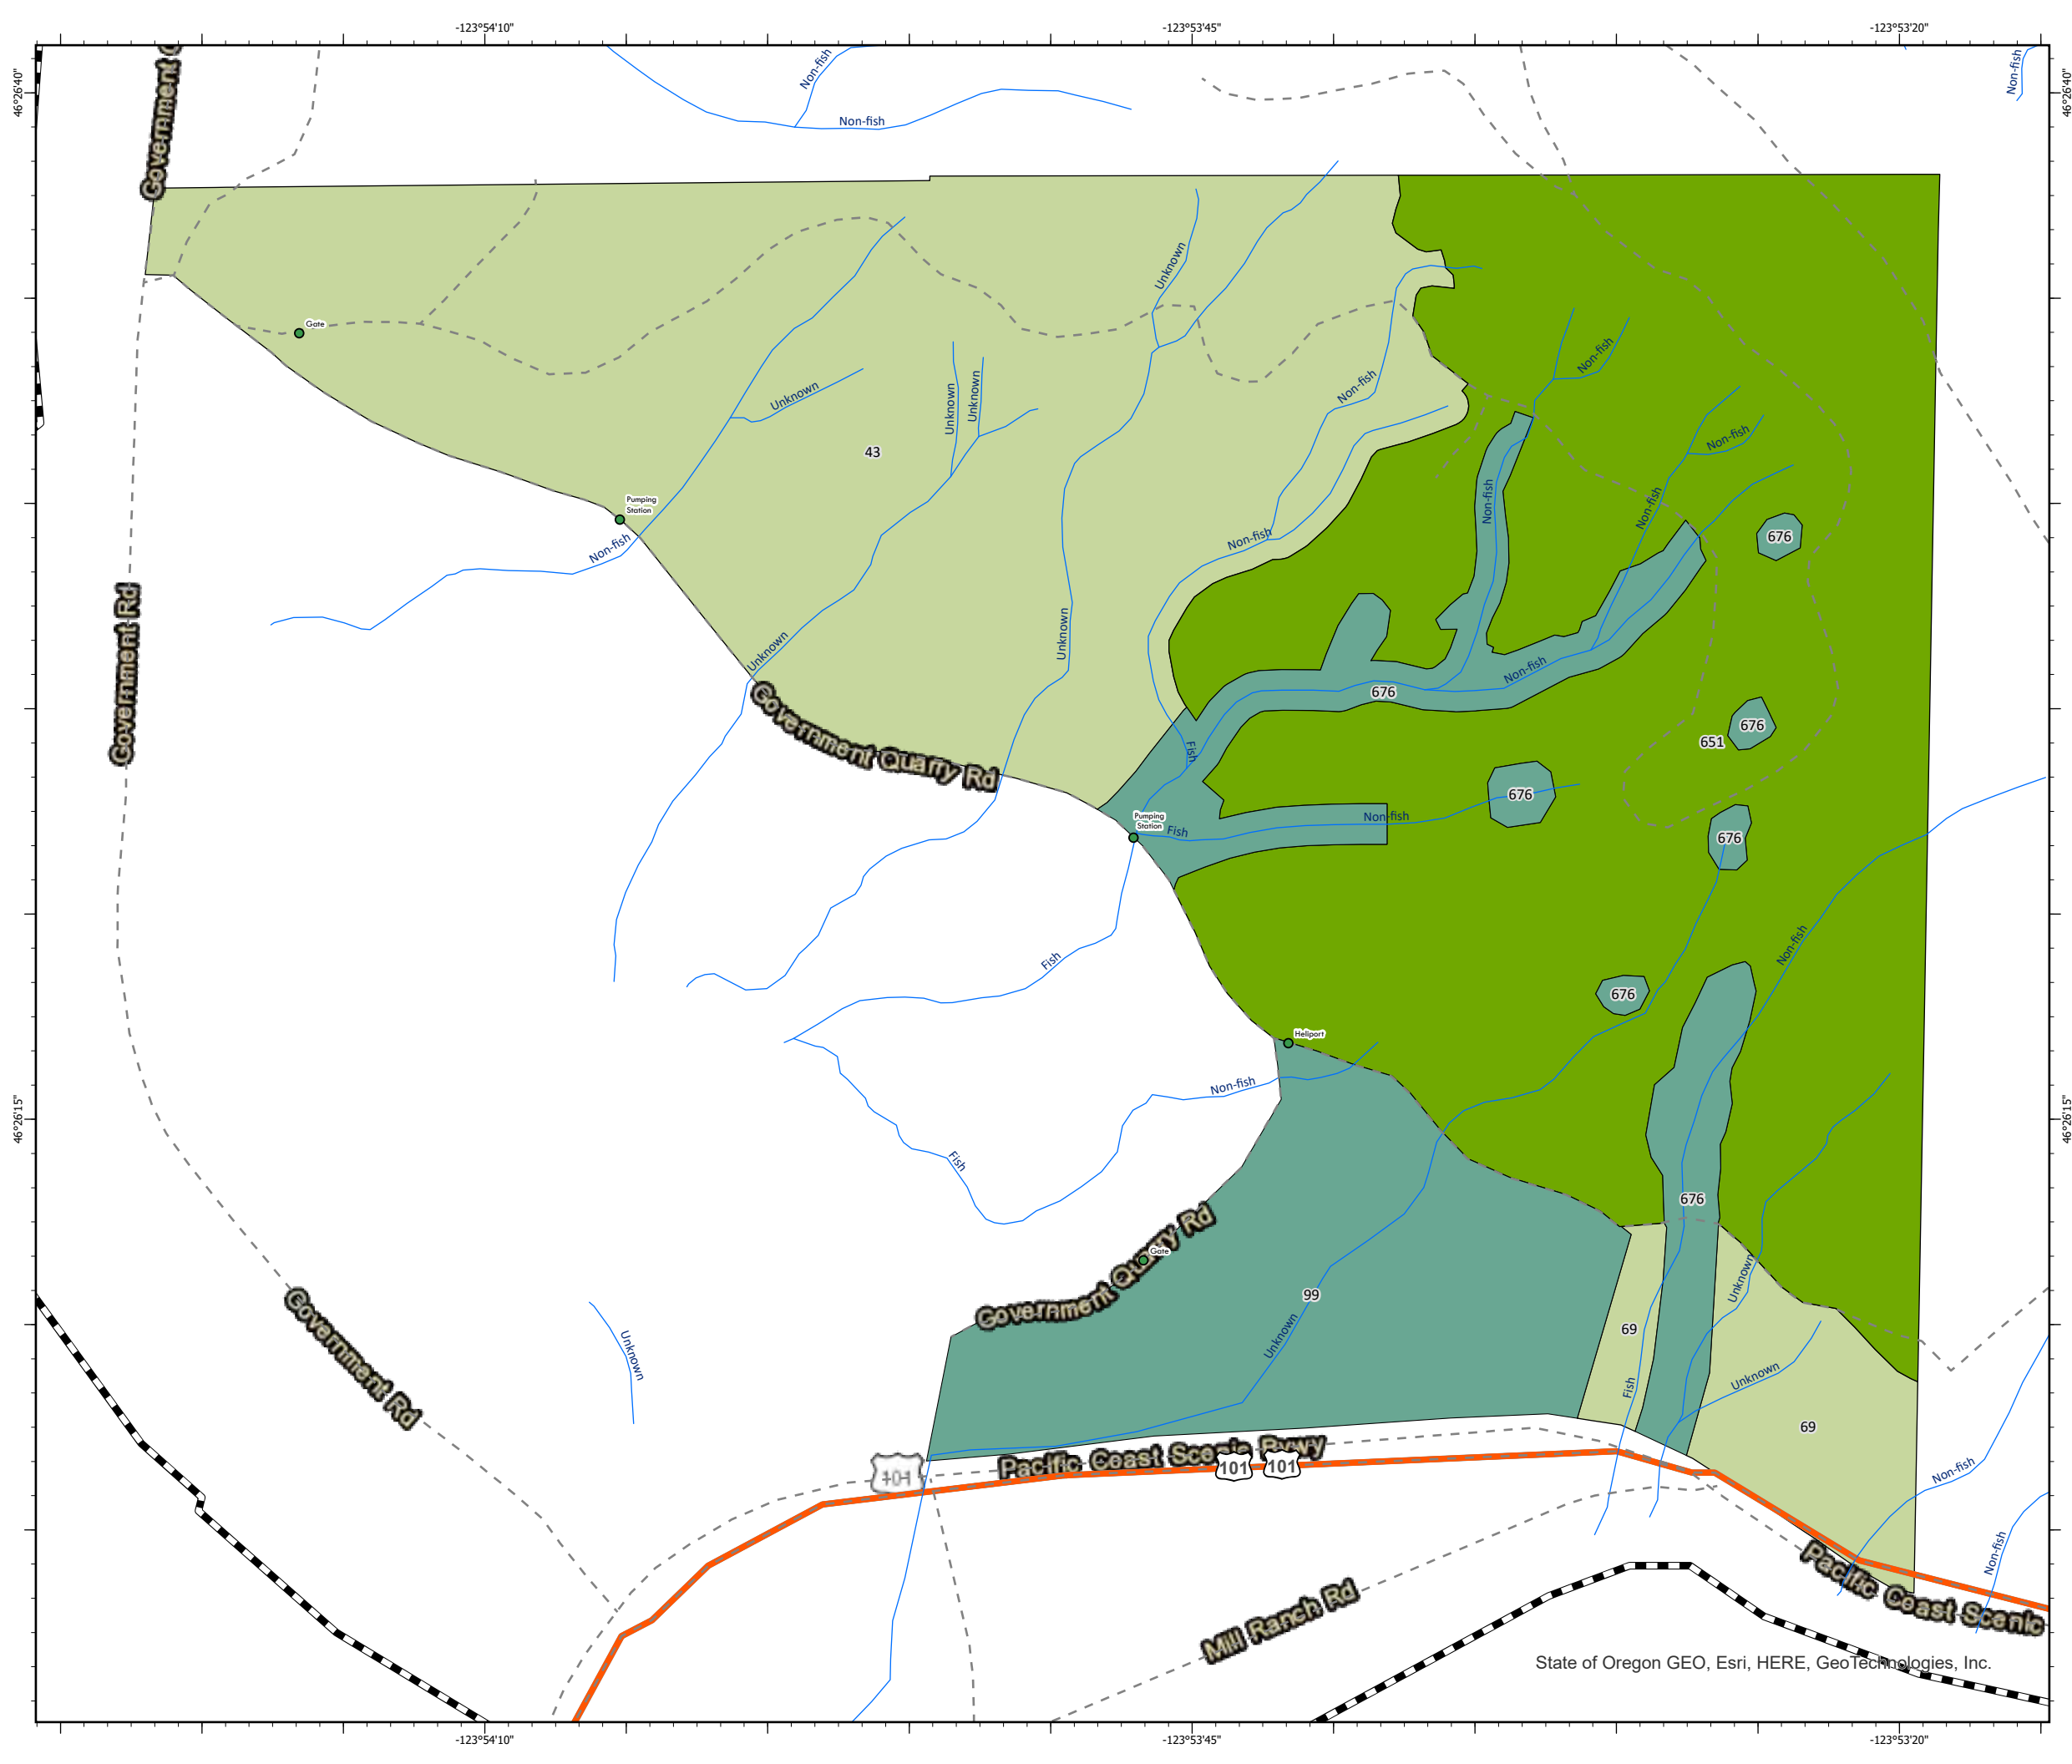 -123°54'10"
-123°53'45"
-123°53'20"
46°26'40"
46°26'40"
Non-fish
Non-fish
Non-fish
Government
Unknown
Gate
Non-fish
Non-fish
Unknown
Unknown
Unknown
Non-fish
43
Non-fish
Non-fish
Pumping
Station
Non-fish
Non-fish
676
Non-fish
Government Rd
Unknown
Unknown
Non-fish
676
676
651
Fish
Government Quarry Rd
676
Pumping
Station
Fish
Non-fish
676
Fish
Non-fish
676
Heliport
Non-fish
46°26'15"
46°26'15"
Fish
676
Government Quarry Rd
Gate
Unknown
99
Government Rd
Unknown
Unknown
69
Unknown
Fish
69
Pacific Coast Scenic Bywy
101
101
101
Non-fish
Non-fish
Pacific Coast Scenic
Mill Ranch Rd
State of Oregon GEO, Esri, HERE, GeoTechnologies, Inc.
-123°54'10"
-123°53'45"
-123°53'20"